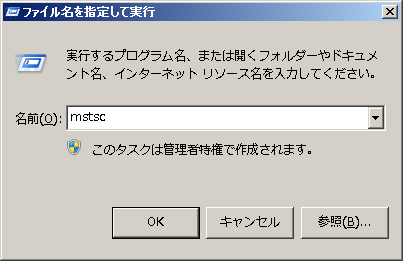 ファイル名を指定して実行
実行するプログラム名、または開くフォルダーやドキュメ
ント名、インターネット リソース名を入力してください。
名前(O): mstsc
このタスクは管理者特権で作成されます。
OK キャンセル 参照(B)...